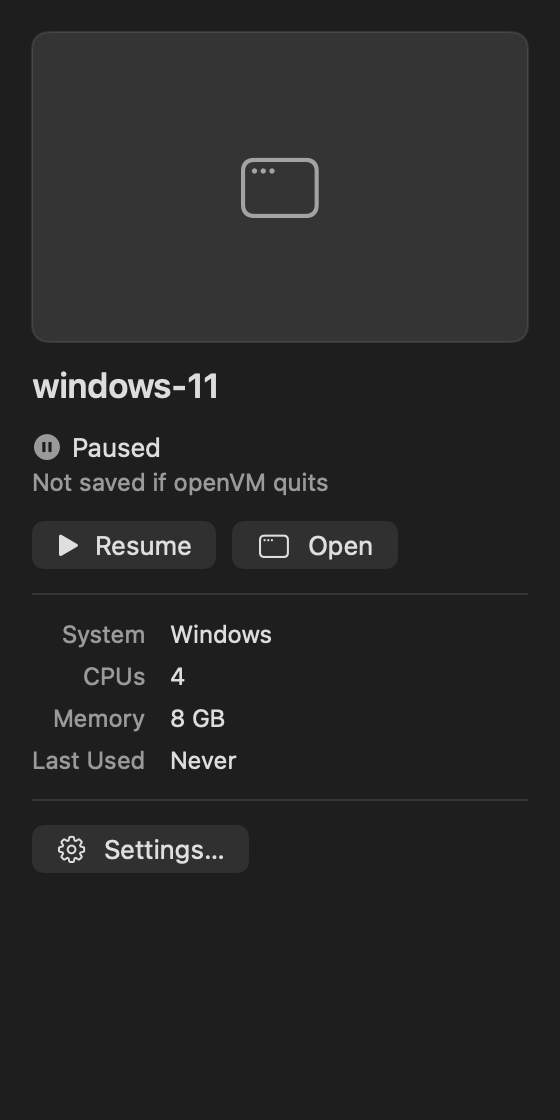 windows-11
Paused
Not saved if openVM quits
Resume
Open
System Windows
CPUs 4
Memory 8 GB
Last Used Never
Settings...